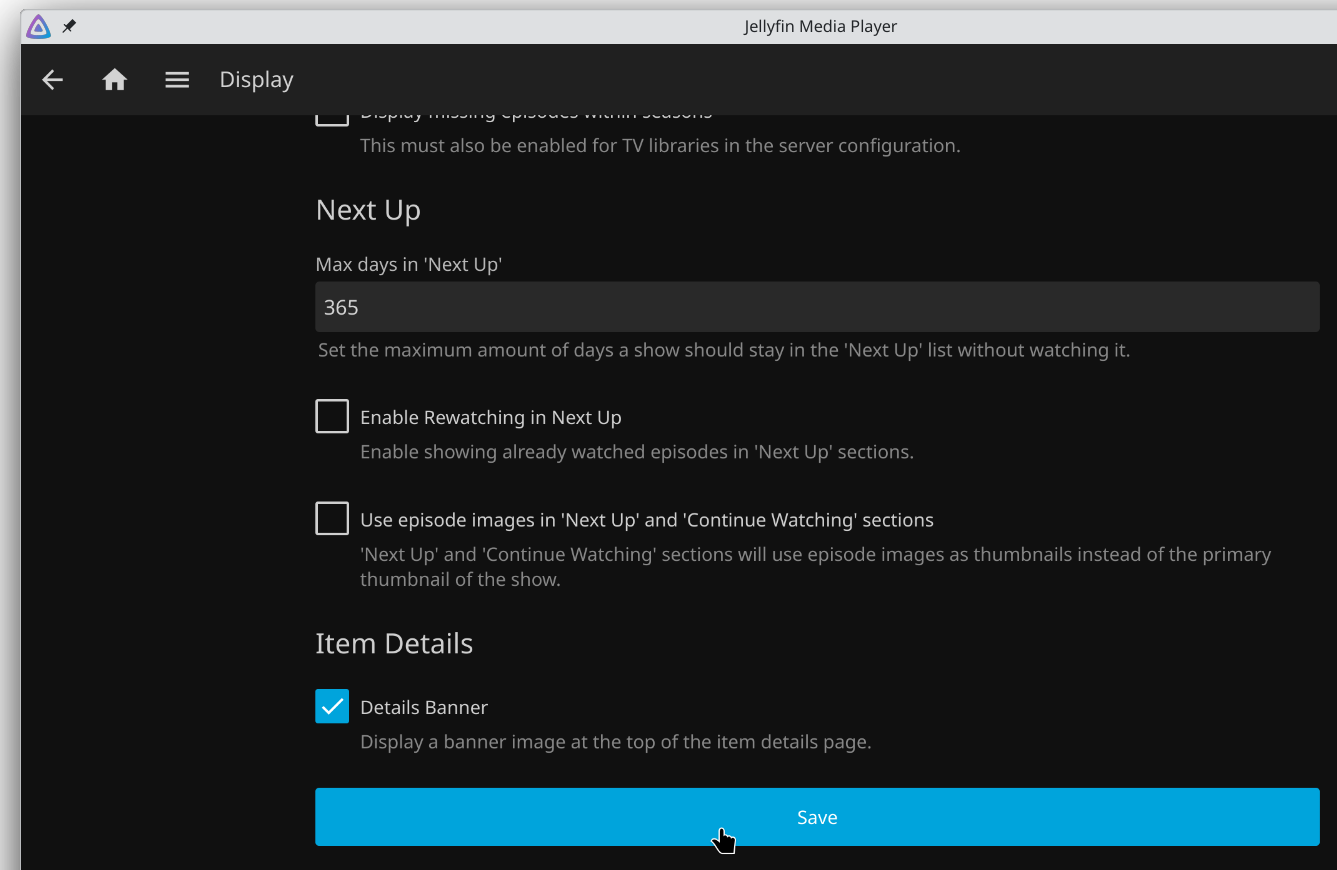 Jellyfin Media Player
Display
Display missing episodes within seasons
This must also be enabled for TV libraries in the server configuration.
Next Up
Max days in 'Next Up'
365
Set the maximum amount of days a show should stay in the 'Next Up' list without watching it.
Enable Rewatching in Next Up
Enable showing already watched episodes in 'Next Up' sections.
Use episode images in 'Next Up' and 'Continue Watching' sections
'Next Up' and 'Continue Watching' sections will use episode images as thumbnails instead of the primary
thumbnail of the show.
Item Details
Details Banner
Display a banner image at the top of the item details page.
Save